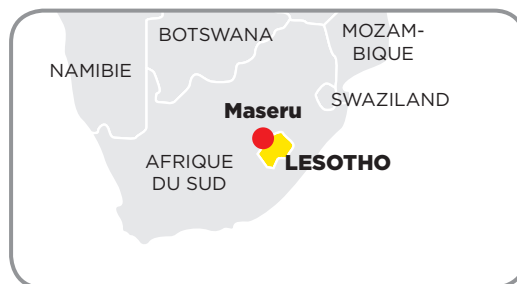 BOTSWANA
MOZAM-
BIQUE
NAMIBIE
SWAZILAND
Maseru
AFRIQUE
DU SUD
LESOTHO